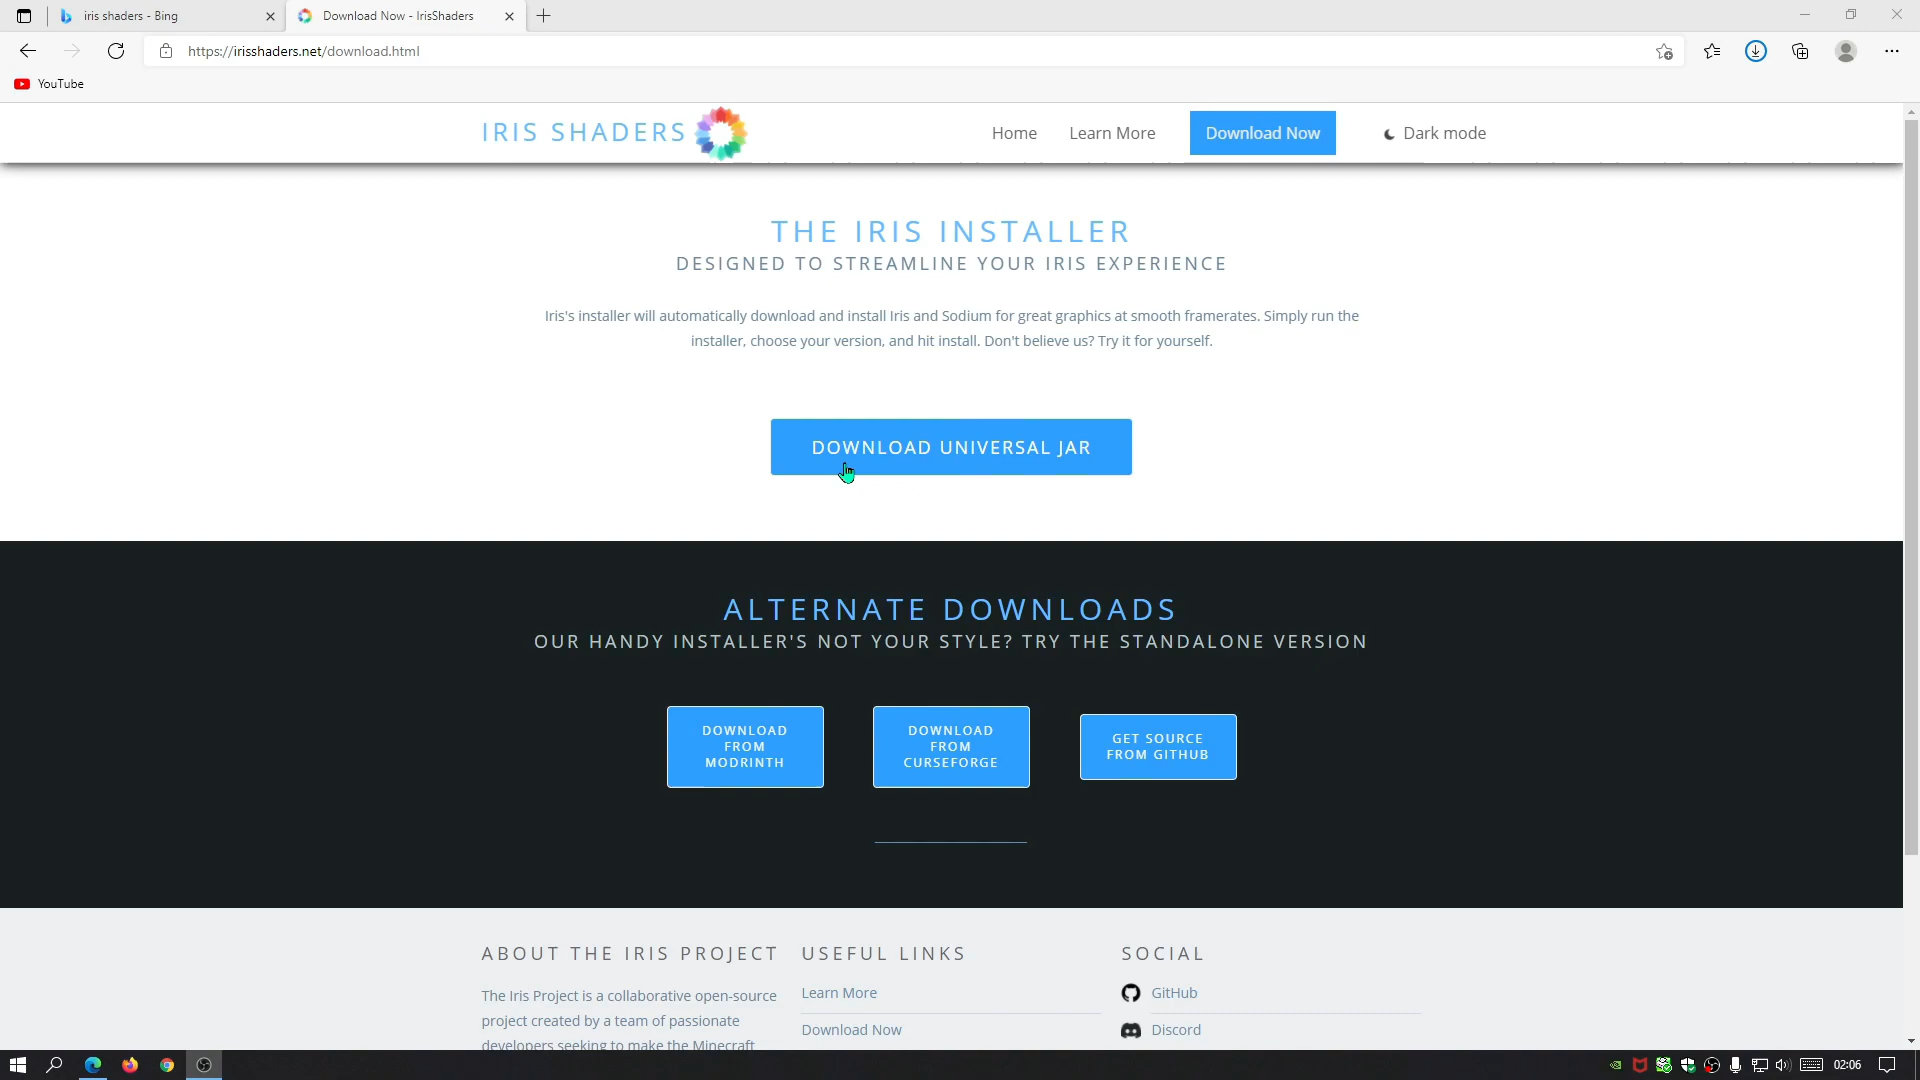 iris shaders - Bing
Download Now - IrisShaders
https://irisshaders.net/download.html
YouTube
IRIS SHADERS
Home
Learn More
Download Now
Dark mode
THE IRIS INSTALLER
DESIGNED TO STREAMLINE YOUR IRIS EXPERIENCE
Iris's installer will automatically download and install Iris and Sodium for great graphics at smooth framerates. Simply run the
installer, choose your version, and hit install. Don't believe us? Try it for yourself.
DOWNLOAD UNIVERSAL JAR
ALTERNATE DOWNLOADS
OUR HANDY INSTALLER'S NOT YOUR STYLE? TRY THE STANDALONE VERSION
DOWNLOAD
FROM
MODRINTH
DOWNLOAD
FROM
CURSEFORGE
GET SOURCE
FROM GITHUB
ABOUT THE IRIS PROJECT
The Iris Project is a collaborative open-source
project created by a team of passionate
developers seeking to make the Minecraft
USEFUL LINKS
Learn More
Download Now
SOCIAL
GitHub
Discord
02:06